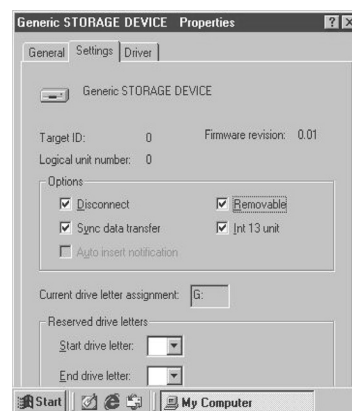 Generic STORAGE DEVICE Properties
General Settings Driver
Generic STORAGE DEVICE
Target ID: 0 Firmware revision: 0.01
Logical unit number: 0
Options
Disconnect Removable
Sync data transfer Int 13 unit
Auto insert notification
Current drive letter assignment: G:
Reserved drive letters
Start drive letter:
End drive letter:
Start My Computer